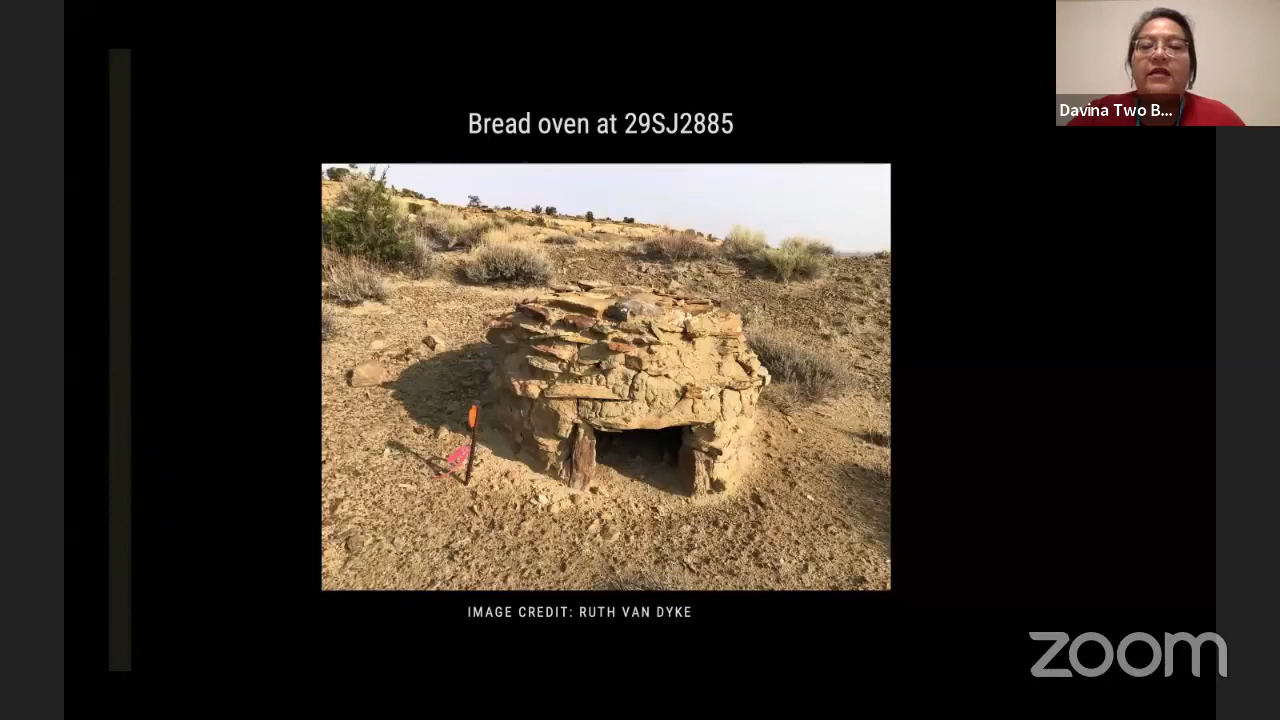 Bread oven at 29SJ2885
Davina Two B...
IMAGE CREDIT: RUTH VAN DYKE
zoom